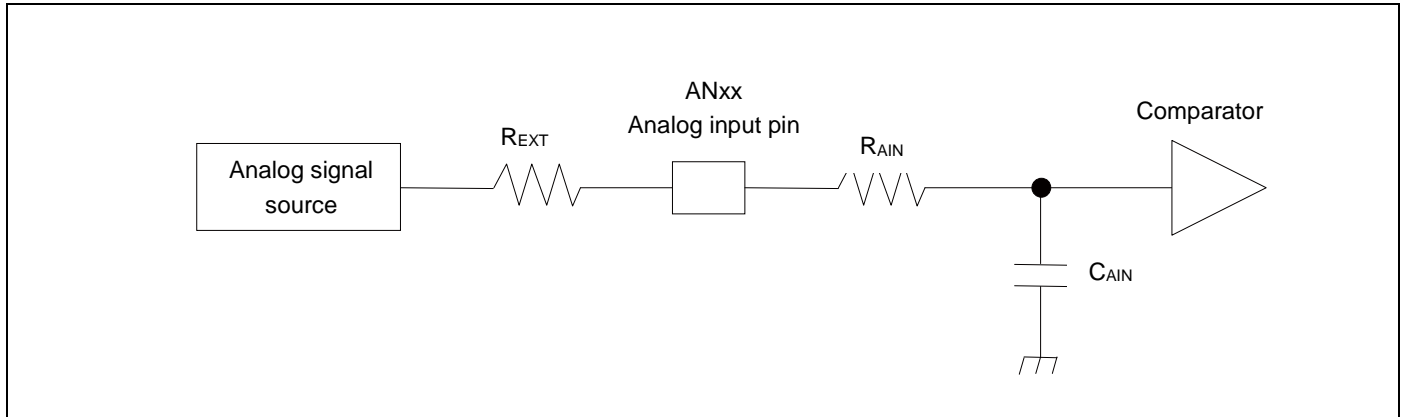 ANxx
Analog input pin
Comparator
REXT
RAIN
Analog signal
source
CAIN